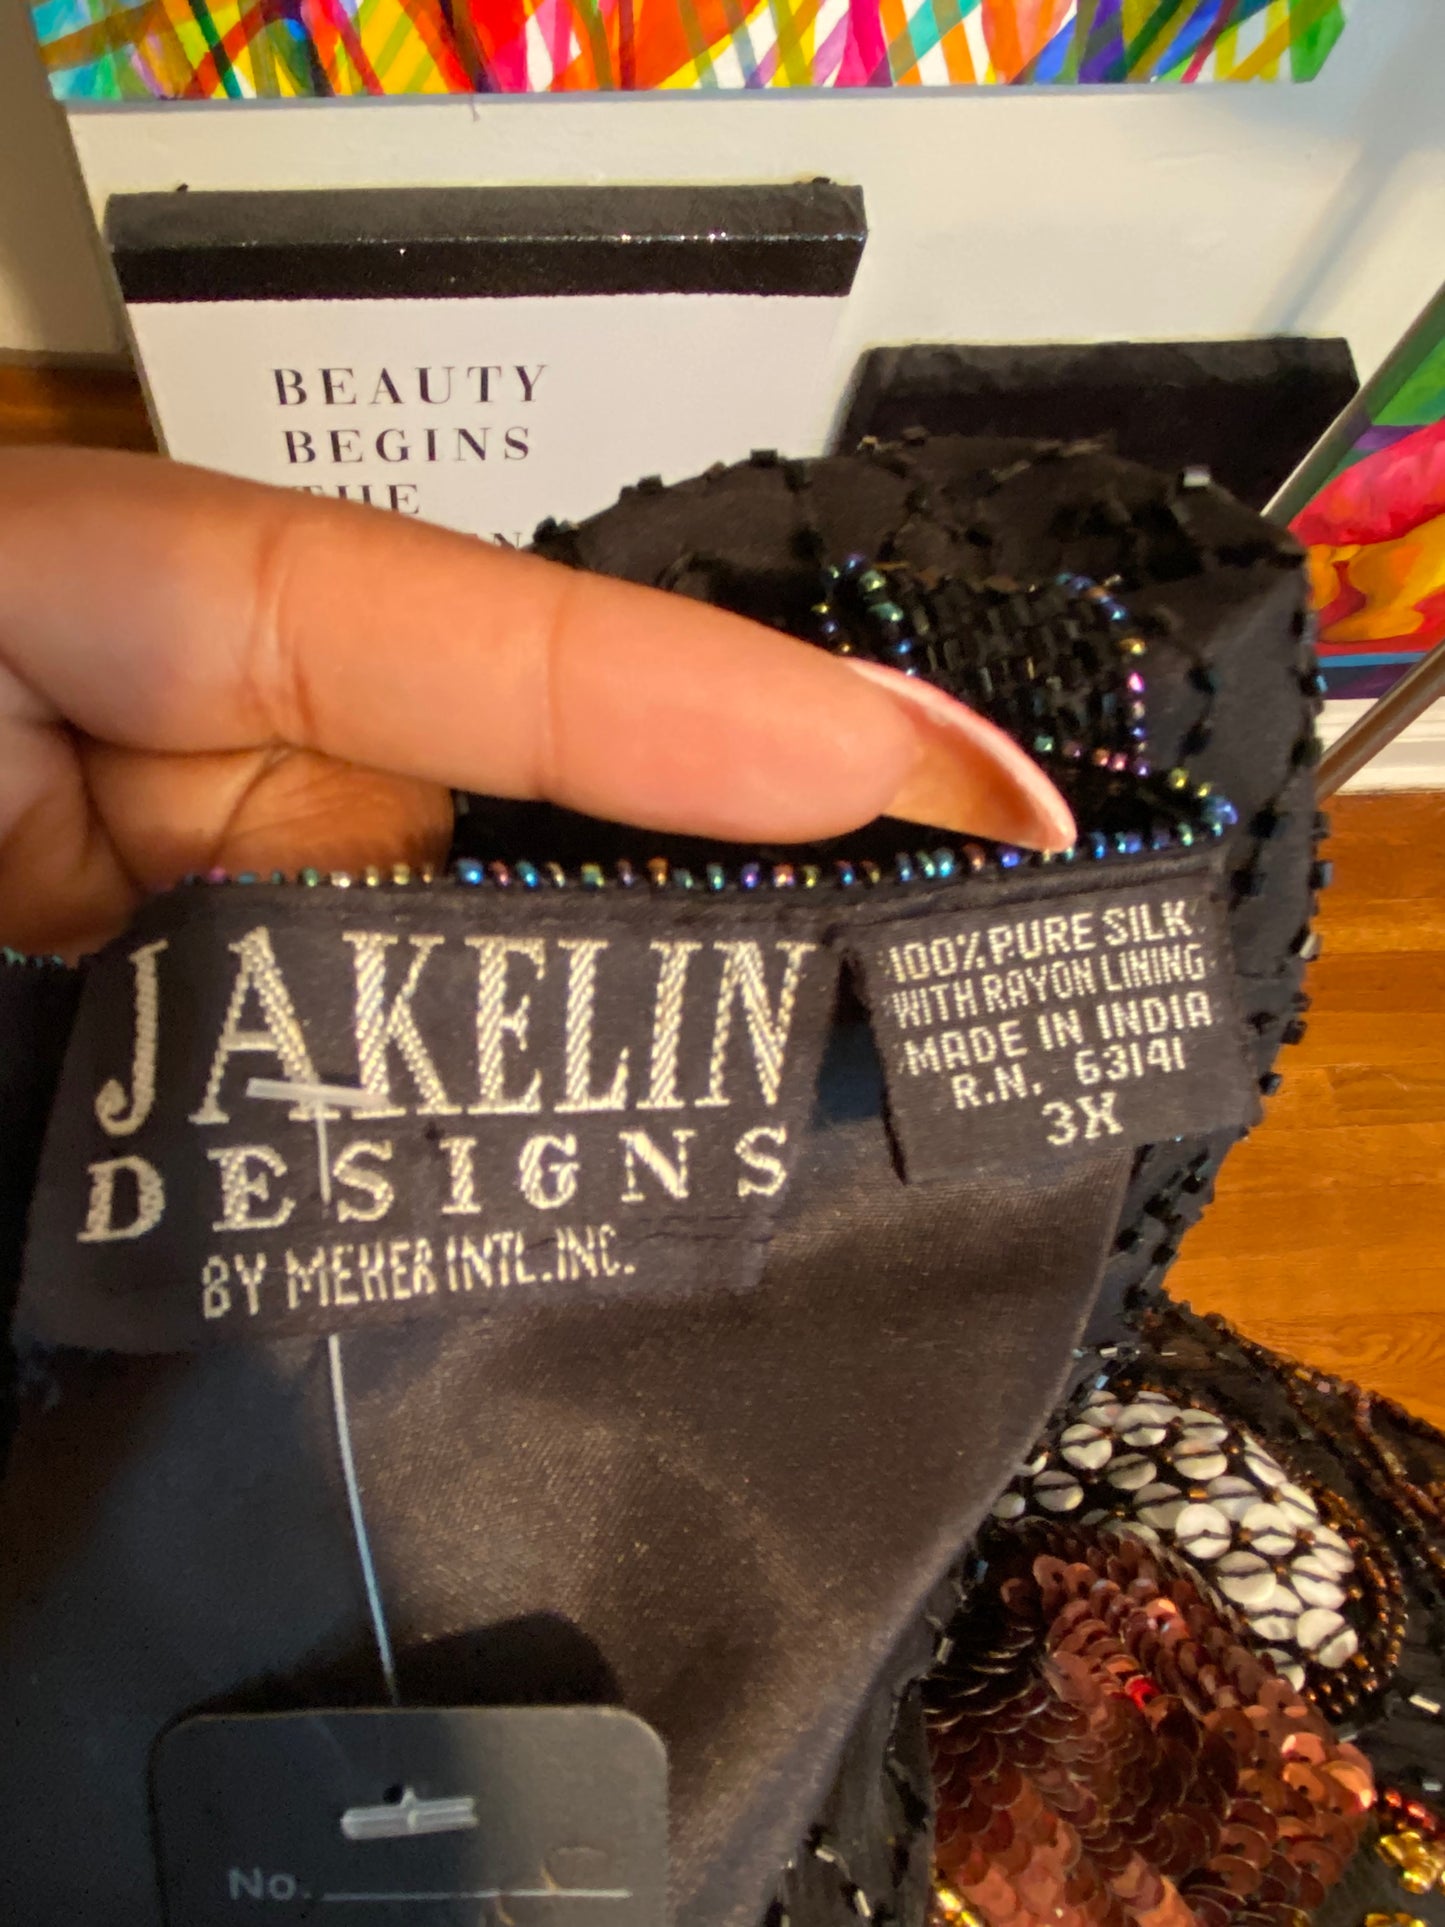 BEAUTY
BEGINS
THE
JAKELIN
DESIGNS
BY MEHER INTL.INC.
100% PURE SILK
WITH RAYON LINING
MADE IN INDIA
R.N. 63141
3X
No.